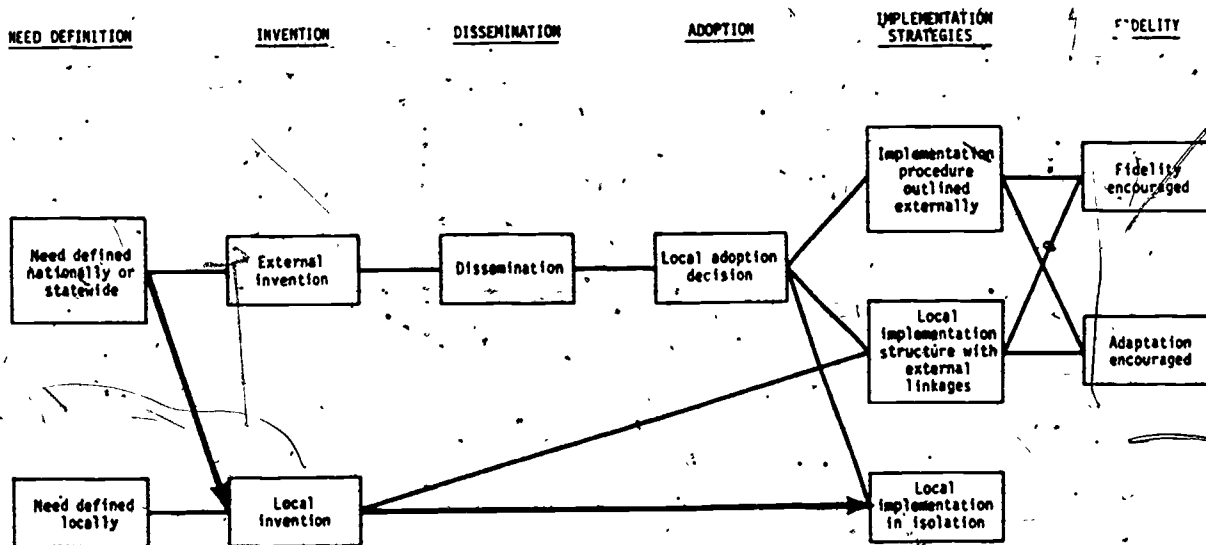 NEED DEFINITION
INVENTION
DISSEMINATION
ADOPTION
IMPLEMENTATION
STRATEGIES
FIDELITY
Need defined
nationally or
statewide
External
invention
Dissemination
Local adoption
decision
Implementation
procedure
outlined
externally
Fidelity
encouraged
Local
implementation
structure with
external
linkages
Adaptation
encouraged
Need defined
locally
Local
invention
Local
implementation
in isolation